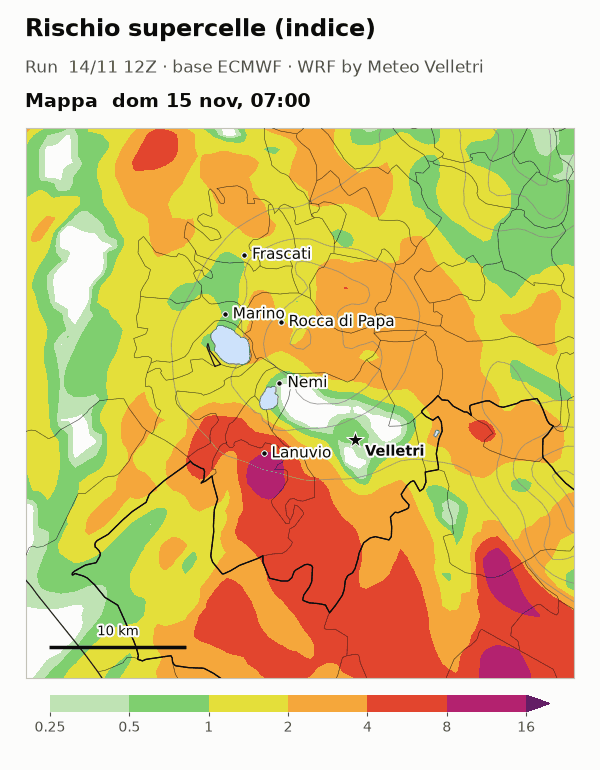 Rischio supercelle (indice)
Run 14/11 12Z · base ECMWF · WRF by Meteo Velletri
Mappa dom 15 nov, 07:00
Frascati
Marino
Rocca di Papa
Nemi
Velletri
Lanuvio
10 km
0.25 0.5 1 2 4 8 16